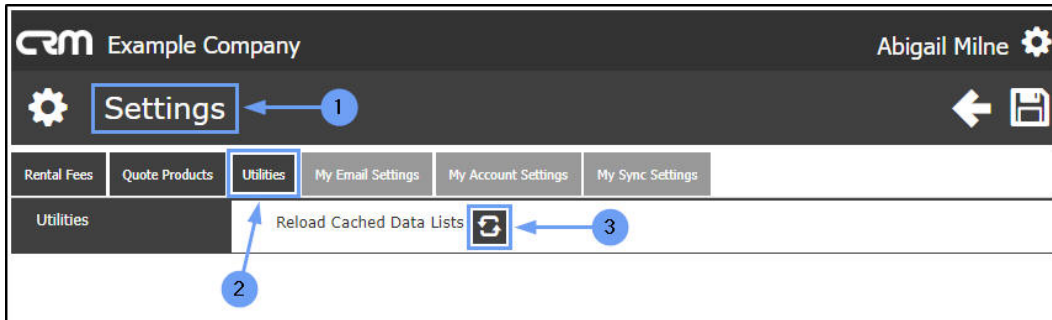 CRM Example Company Abigail Milne
Settings 1
Rental Fees Quote Products Utilities My Email Settings My Account Settings My Sync Settings
Utilities Reload Cached Data Lists 3
2